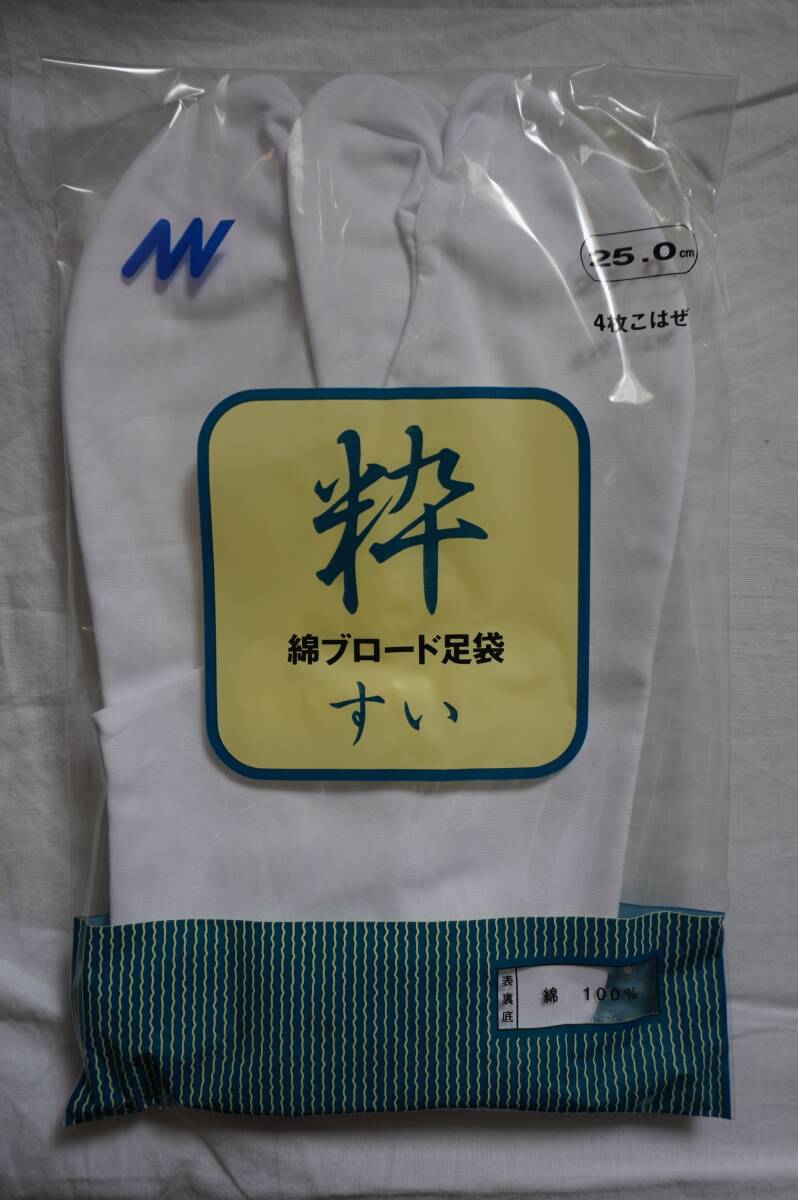 25.0cm
4枚こはぜ
粋
綿ブロード足袋
すい
表
裏
底
綿 100%